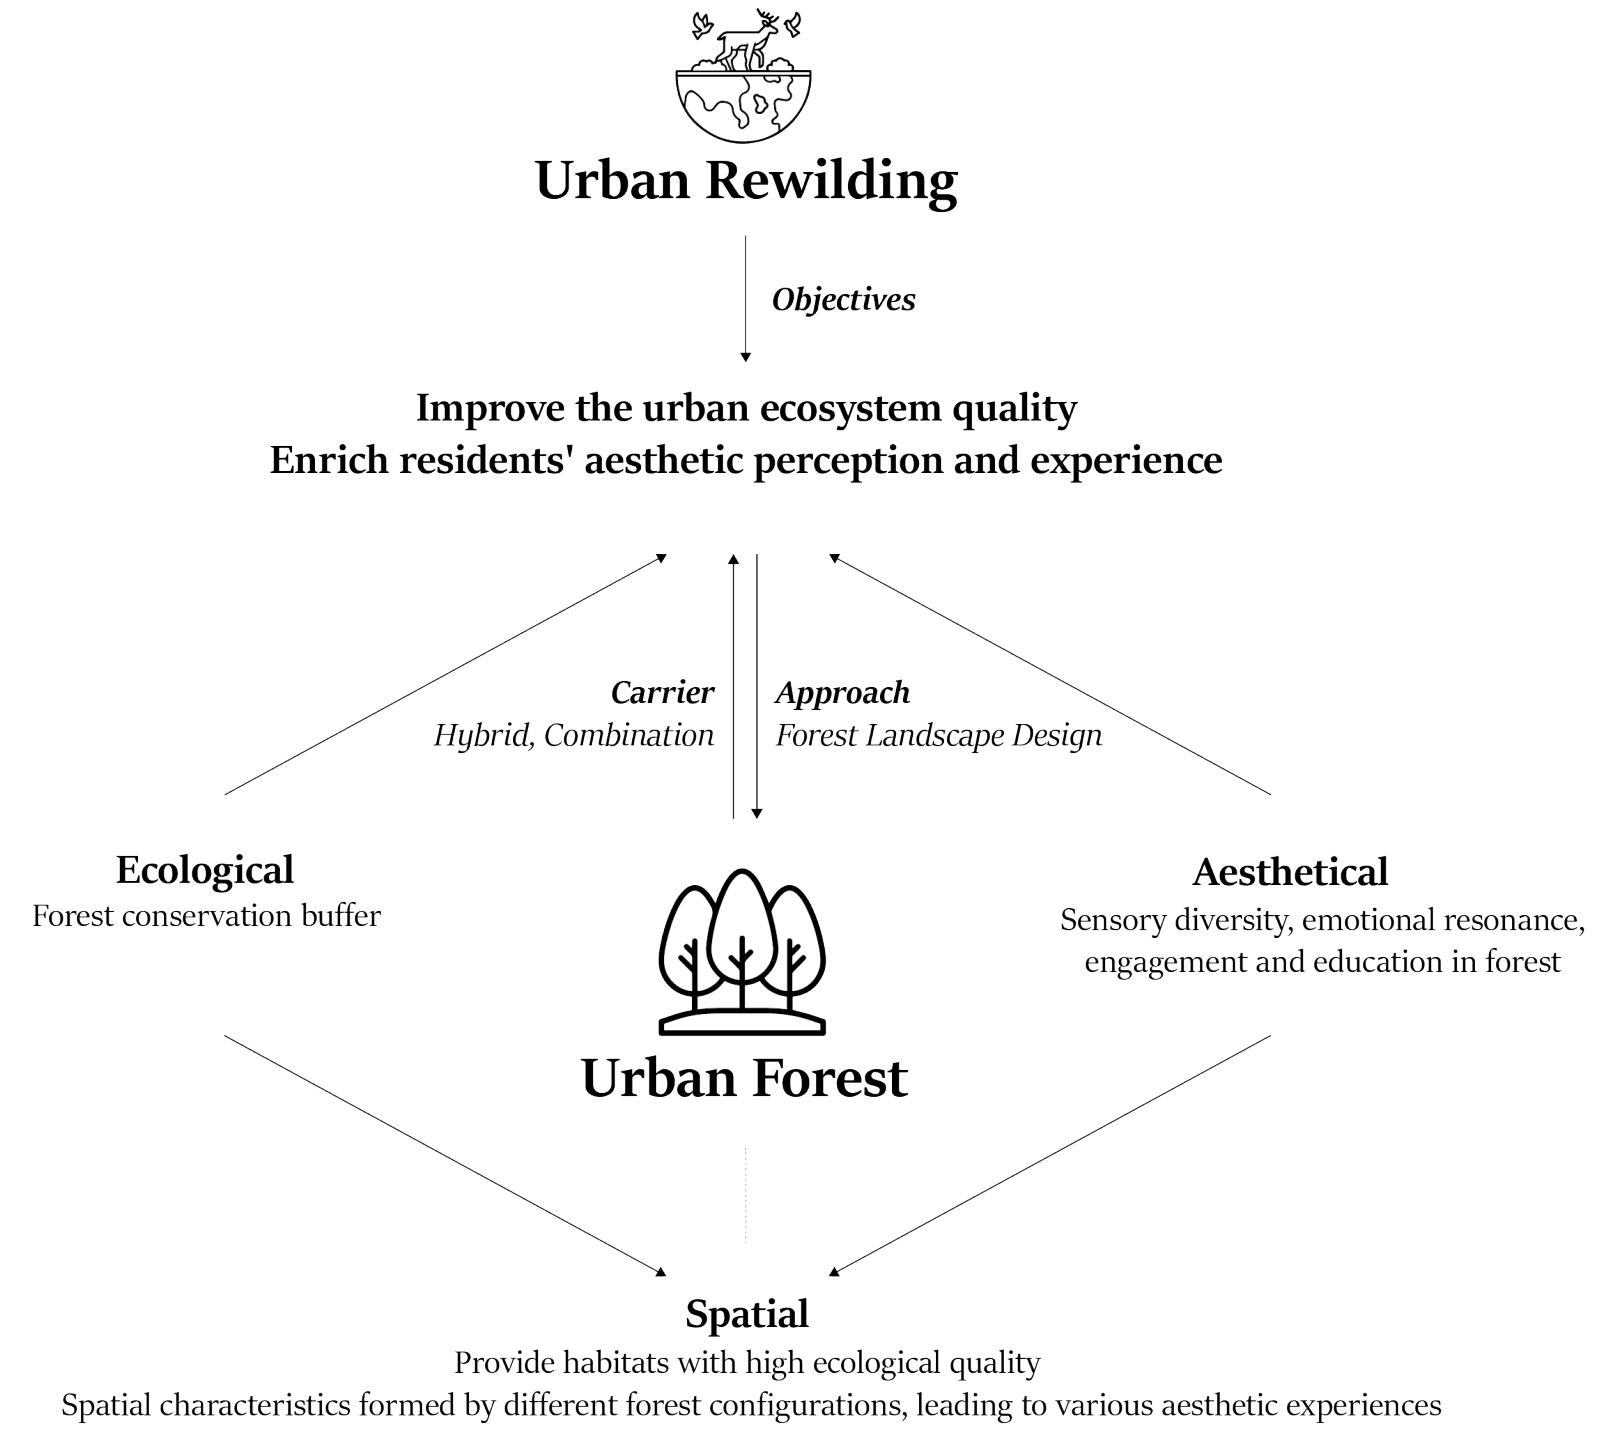 Urban Rewilding
Objectives
Improve the urban ecosystem quality
Enrich residents' aesthetic perception and experience
Carrier
Hybrid, Combination
Approach
Forest Landscape Design
Ecological
Forest conservation buffer
Aesthetical
Sensory diversity, emotional resonance,
engagement and education in forest
Urban Forest
Spatial
Provide habitats with high ecological quality
Spatial characteristics formed by different forest configurations, leading to various aesthetic experiences